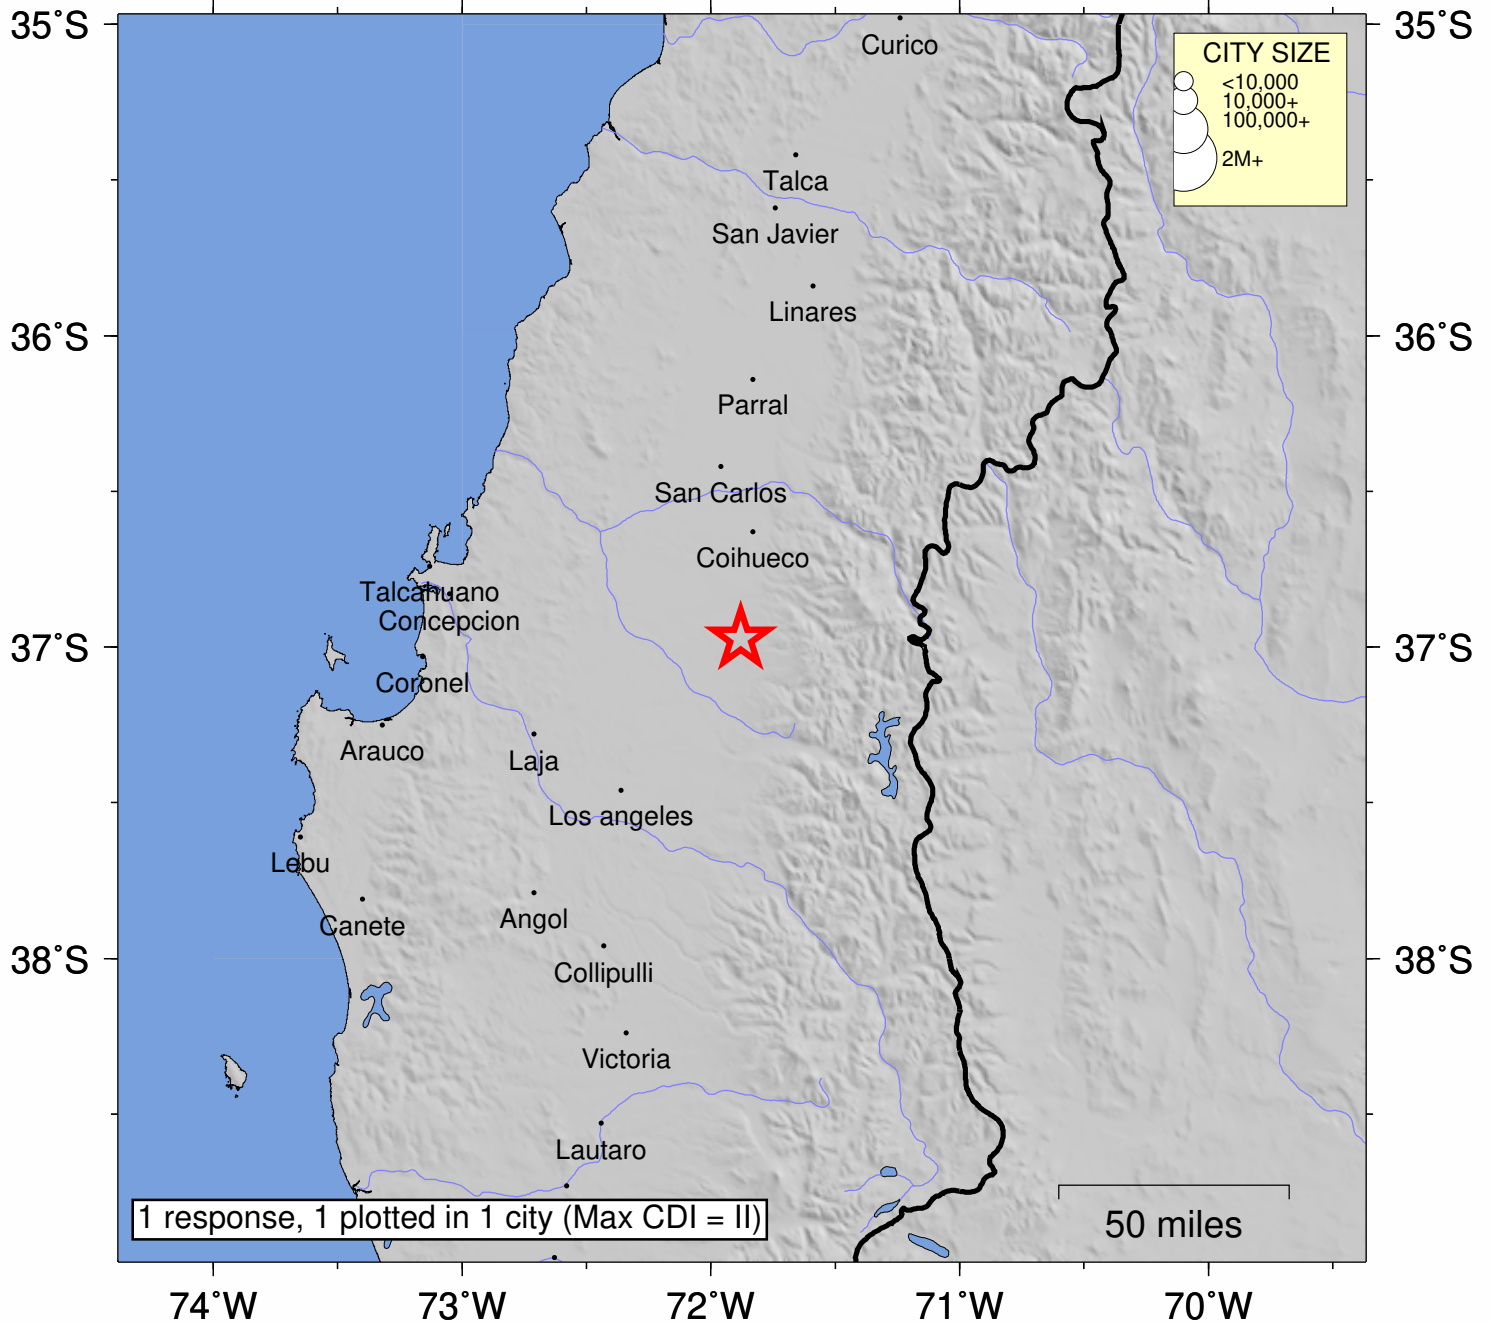 35°S
35°S
Curico
CITY SIZE
<10,000
10,000+
100,000+
2M+
Talca
San Javier
Linares
36°S
36°S
Parral
San Carlos
Coihueco
Talcahuano
Concepcion
37°S
37°S
Coronel
Arauco
Laja
Los angeles
Lebu
Angol
Canete
38°S
38°S
Collipulli
Victoria
Lautaro
1 response, 1 plotted in 1 city (Max CDI = II)
50 miles
74°W
73°W
72°W
71°W
70°W